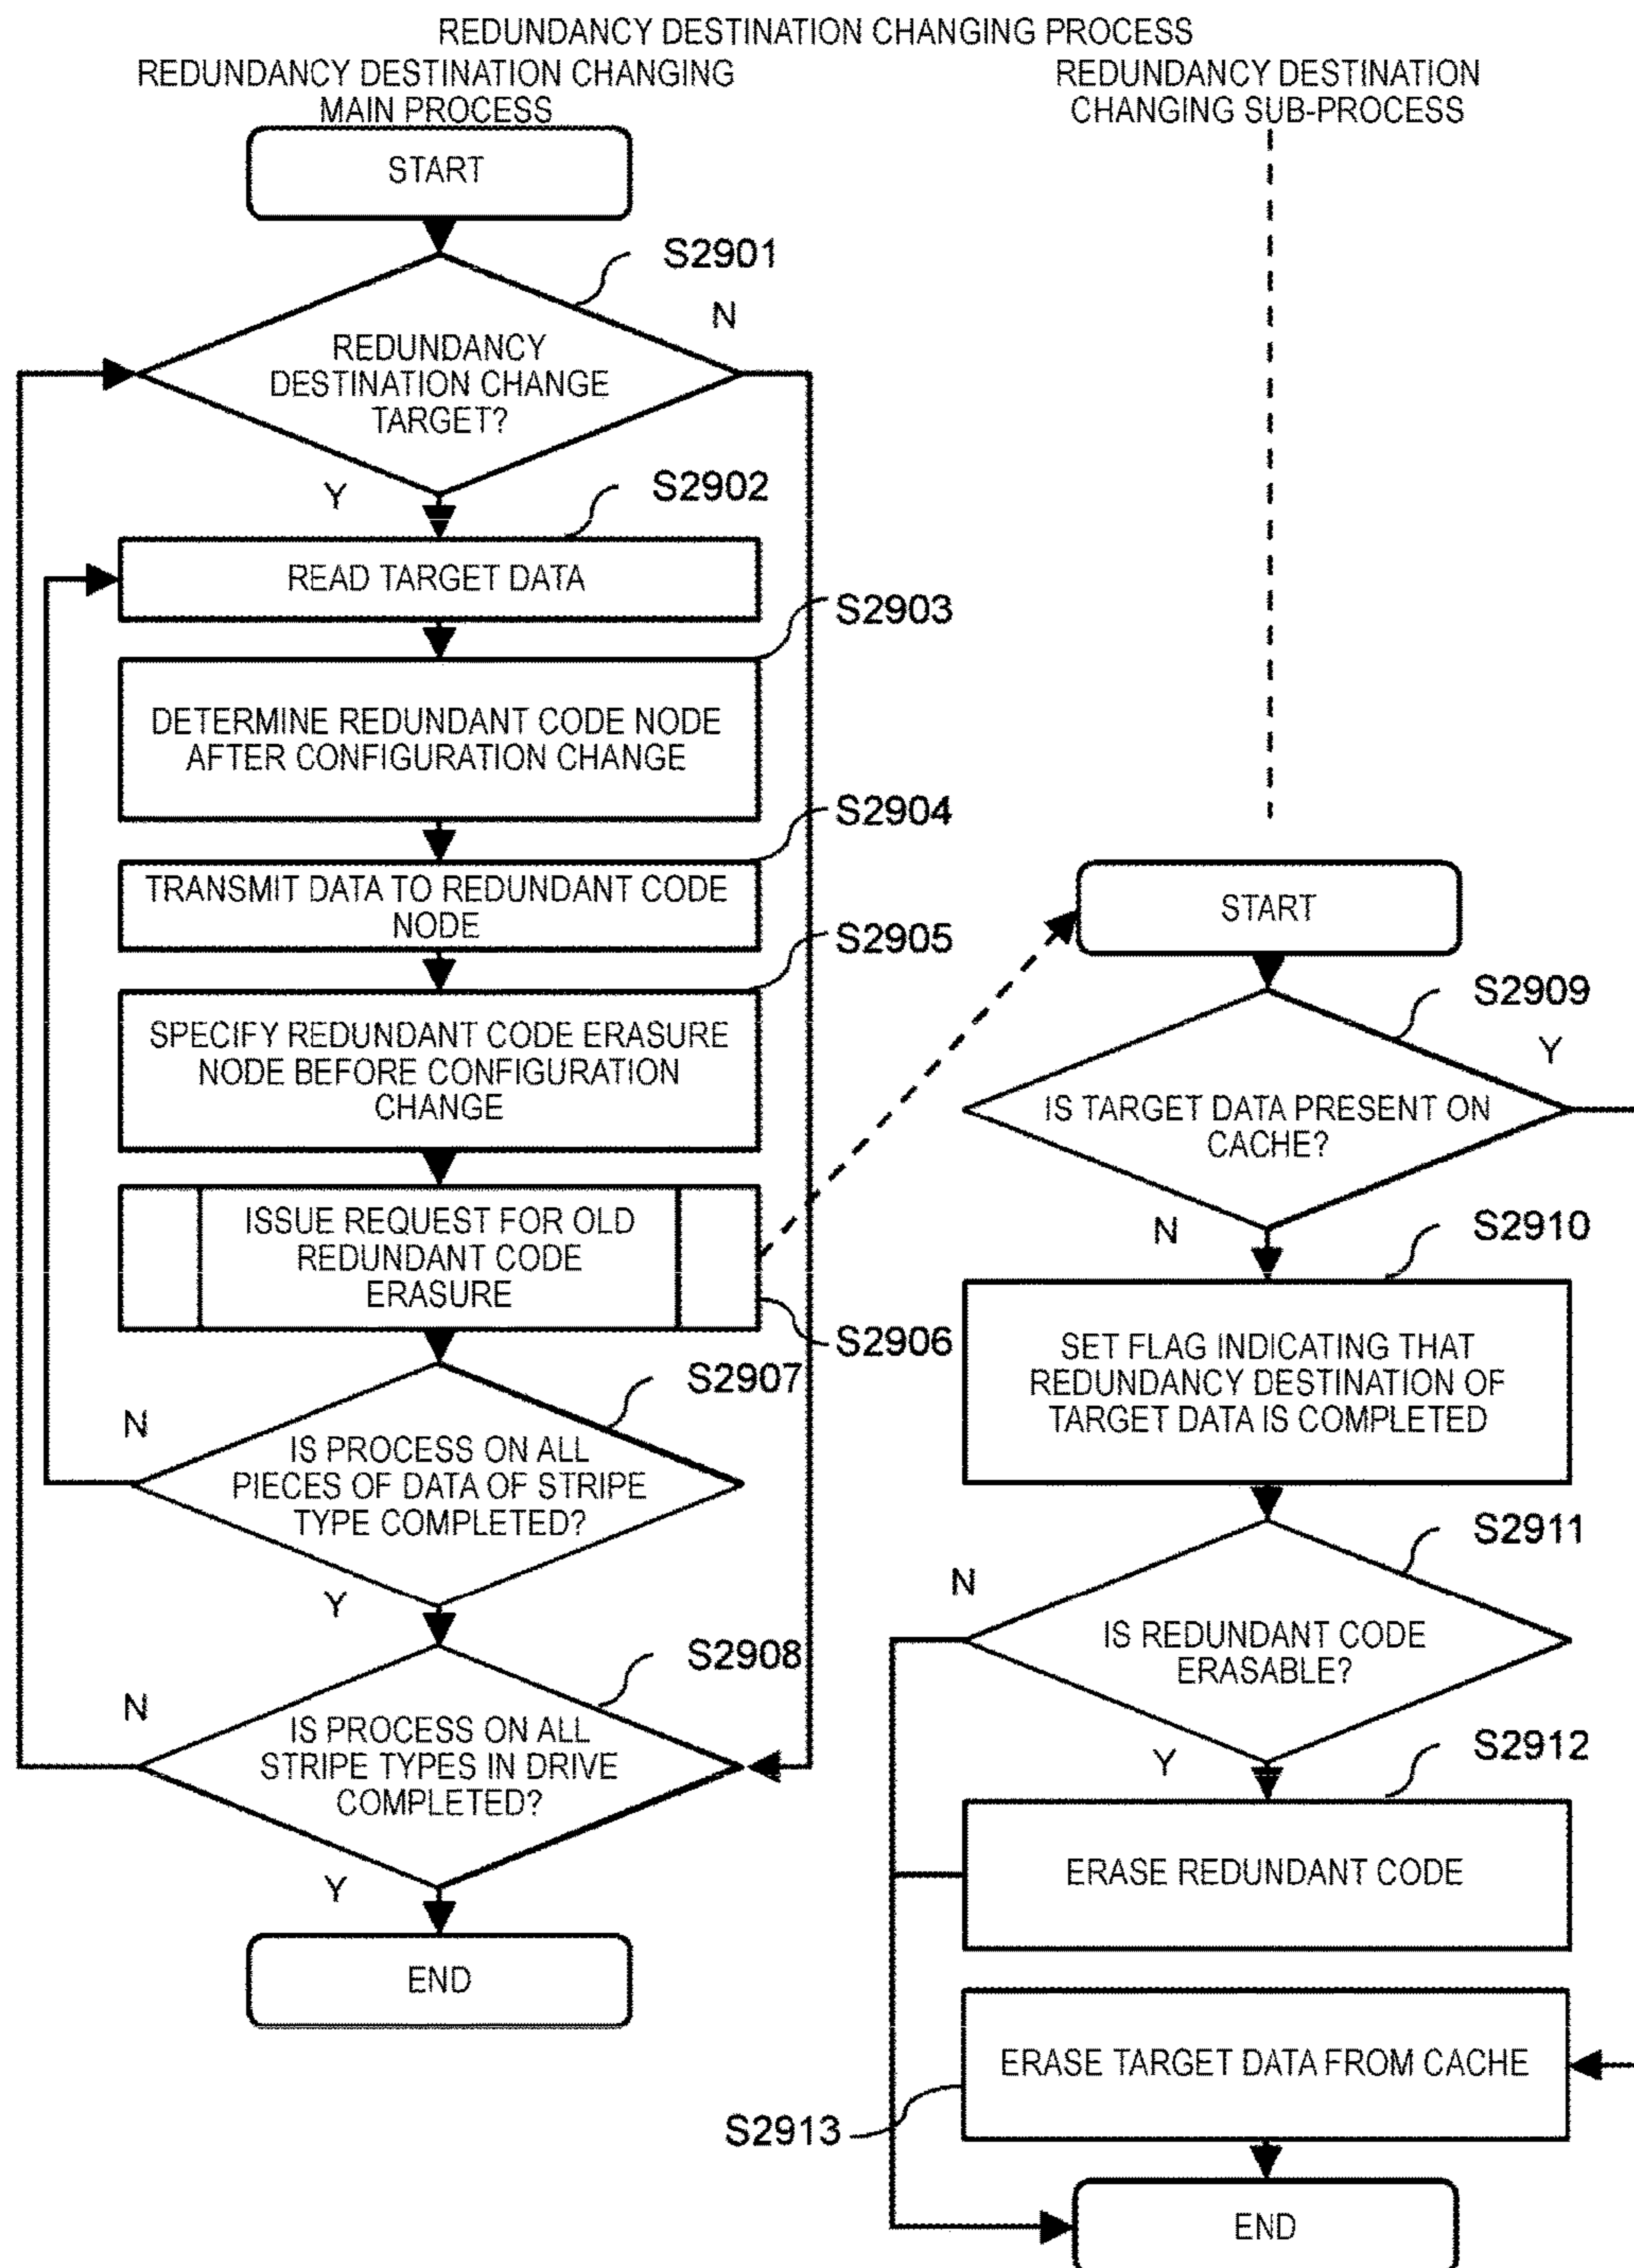 REDUNDANCY DESTINATION CHANGING PROCESS
REDUNDANCY DESTINATION CHANGING
MAIN PROCESS
START
S2901
N
REDUNDANCY
DESTINATION CHANGE
TARGET?
Y
S2902
READ TARGET DATA
S2903
DETERMINE REDUNDANT CODE NODE
AFTER CONFIGURATION CHANGE
S2904
TRANSMIT DATA TO REDUNDANT CODE
NODE
S2905
SPECIFY REDUNDANT CODE ERASURE
NODE BEFORE CONFIGURATION
CHANGE
ISSUE REQUEST FOR OLD
REDUNDANT CODE
ERASURE
S2906
S2907
N
IS PROCESS ON ALL
PIECES OF DATA OF STRIPE
TYPE COMPLETED?
Y
S2908
N
IS PROCESS ON ALL
STRIPE TYPES IN DRIVE
COMPLETED?
Y
END
REDUNDANCY DESTINATION
CHANGING SUB-PROCESS
START
S2909
Y
IS TARGET DATA PRESENT ON
CACHE?
N
S2910
SET FLAG INDICATING THAT
REDUNDANCY DESTINATION OF
TARGET DATA IS COMPLETED
S2911
N
IS REDUNDANT CODE
ERASABLE?
Y
S2912
ERASE REDUNDANT CODE
ERASE TARGET DATA FROM CACHE
S2913
END